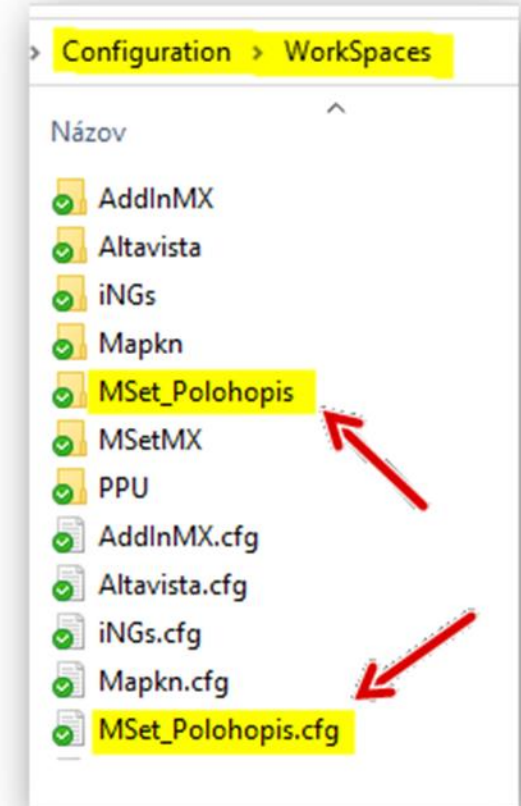 Configuration > WorkSpaces
Názov
AddInMX
Altavista
iNGs
Mapkn
MSet_Polohopis
MSetMX
PPU
AddInMX.cfg
Altavista.cfg
iNGs.cfg
Mapkn.cfg
MSet_Polohopis.cfg